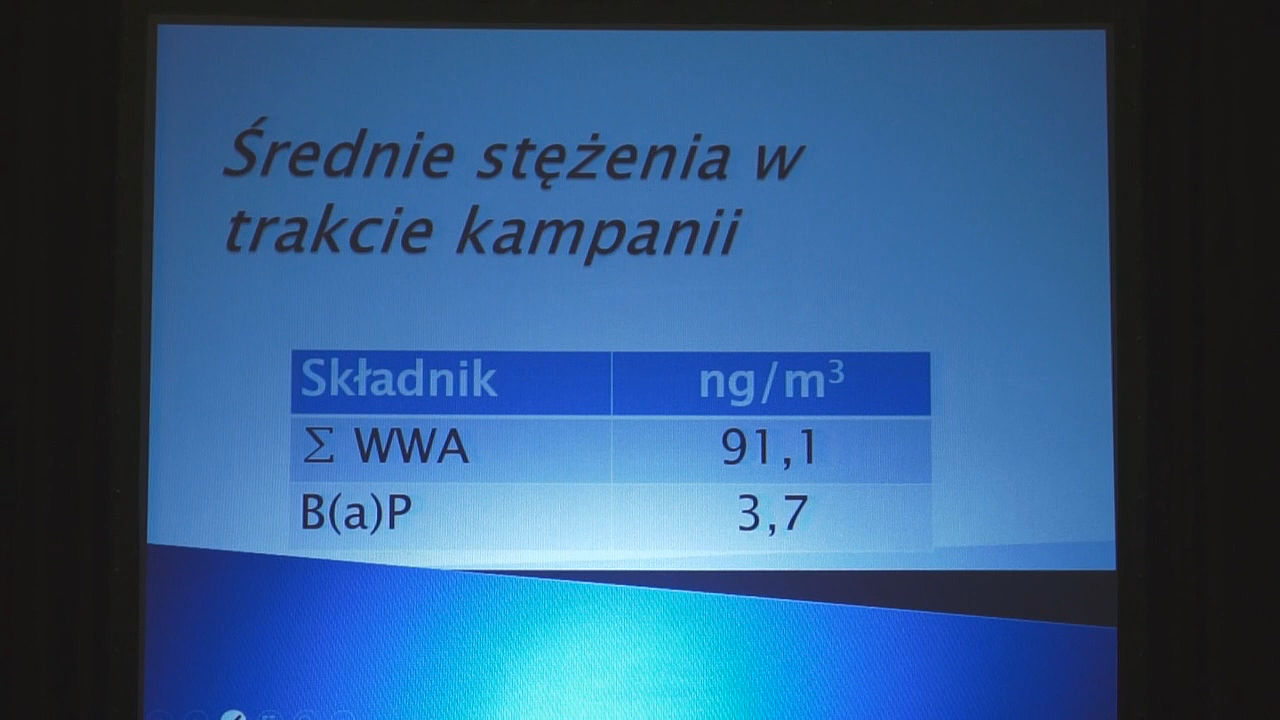 Średnie stężenia w
trakcie kampanii
Składnik ng/m³
Σ WWA 91,1
B(a)P 3,7